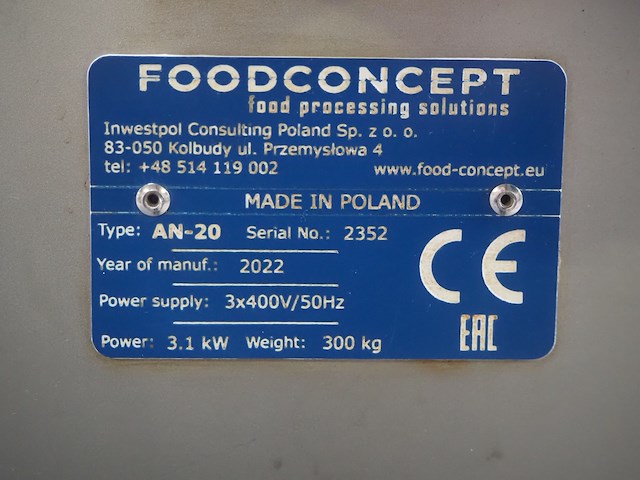 FOODCONCEPT
food processing solutions
Inwestpol Consulting Poland Sp. z o. o.
83-050 Kolbudy ul. Przemysłowa 4
tel: +48 514 119 002 www.food-concept.eu
MADE IN POLAND
Type: AN-20 Serial No.: 2352
Year of manuf.: 2022
Power supply: 3x400V/50Hz
Power: 3.1 kW Weight: 300 kg
CE
EAC